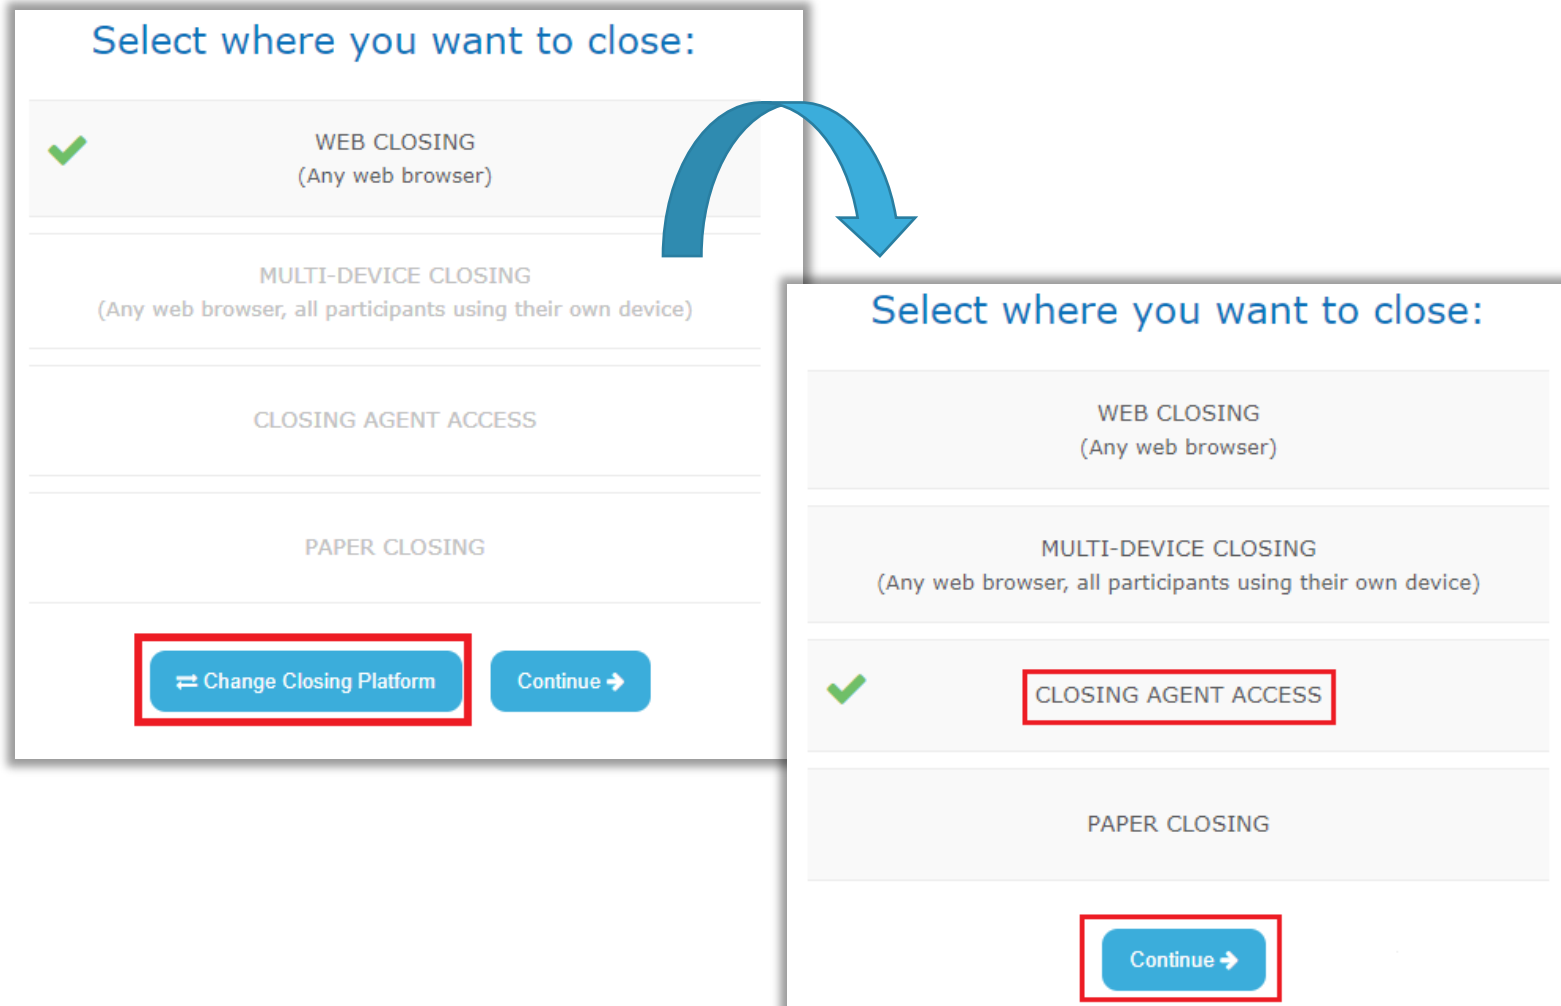 Select where you want to close:
WEB CLOSING
(Any web browser)
MULTI-DEVICE CLOSING
(Any web browser, all participants using their own device)
CLOSING AGENT ACCESS
PAPER CLOSING
Change Closing Platform
Continue
Select where you want to close:
WEB CLOSING
(Any web browser)
MULTI-DEVICE CLOSING
(Any web browser, all participants using their own device)
CLOSING AGENT ACCESS
PAPER CLOSING
Continue